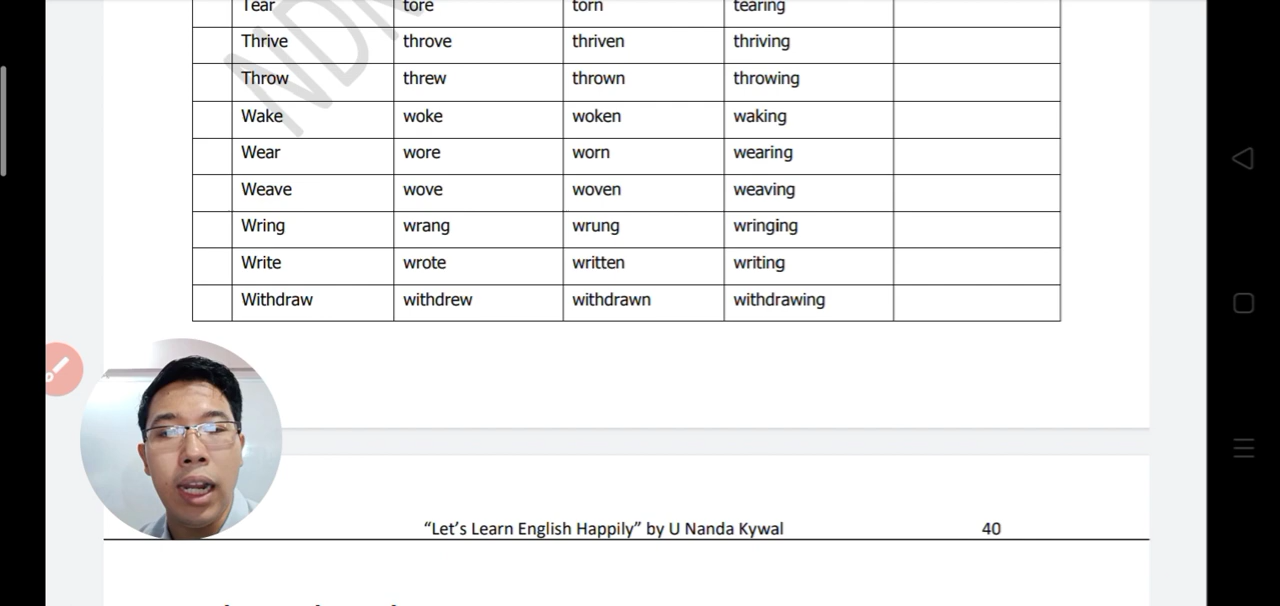 Tear tore torn tearing
Thrive throve thriven thriving
Throw threw thrown throwing
Wake woke woken waking
Wear wore worn wearing
Weave wove woven weaving
Wring wrang wrung wringing
Write wrote written writing
Withdraw withdrew withdrawn withdrawing
“Let’s Learn English Happily” by U Nanda Kywal 40